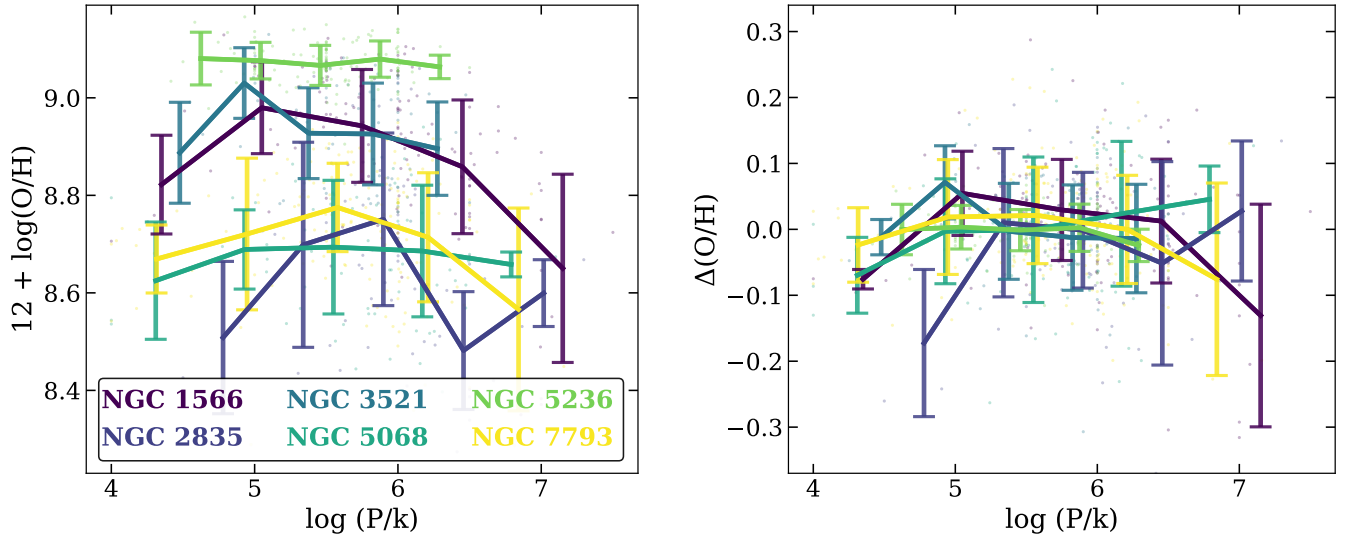 12 + log(O/H)
9.0
8.8
8.6
8.4
NGC 1566 NGC 3521 NGC 5236
NGC 2835 NGC 5068 NGC 7793
4 5 6 7
log (P/k)
Δ(O/H)
0.3
0.2
0.1
0.0
−0.1
−0.2
−0.3
4 5 6 7
log (P/k)